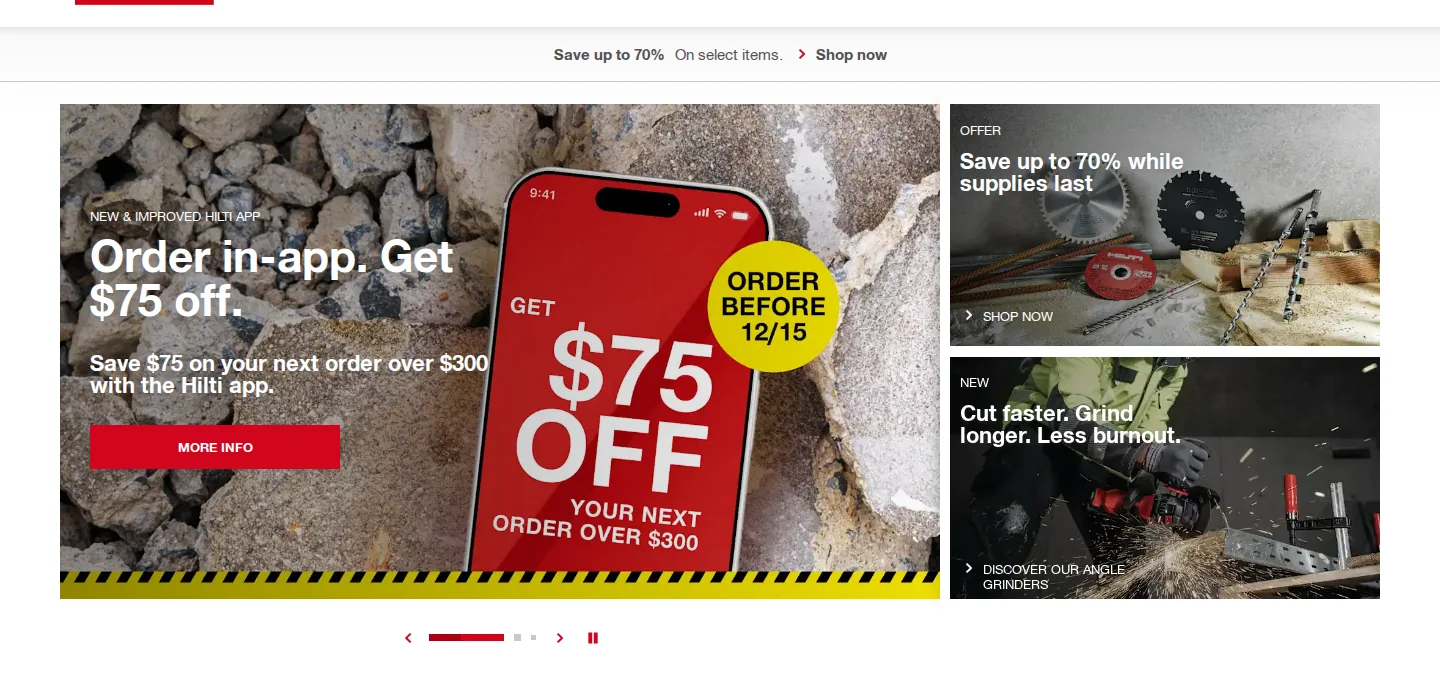 Save up to 70% On select items. Shop now
NEW & IMPROVED HILTI APP
Order in-app. Get
$75 off.
Save $75 on your next order over $300
with the Hilti app.
MORE INFO
9:41
GET
$75
OFF
YOUR NEXT
ORDER OVER $300
ORDER
BEFORE
12/15
OFFER
Save up to 70% while
supplies last
HILTI
SHOP NOW
NEW
Cut faster. Grind
longer. Less burnout.
DISCOVER OUR ANGLE
GRINDERS